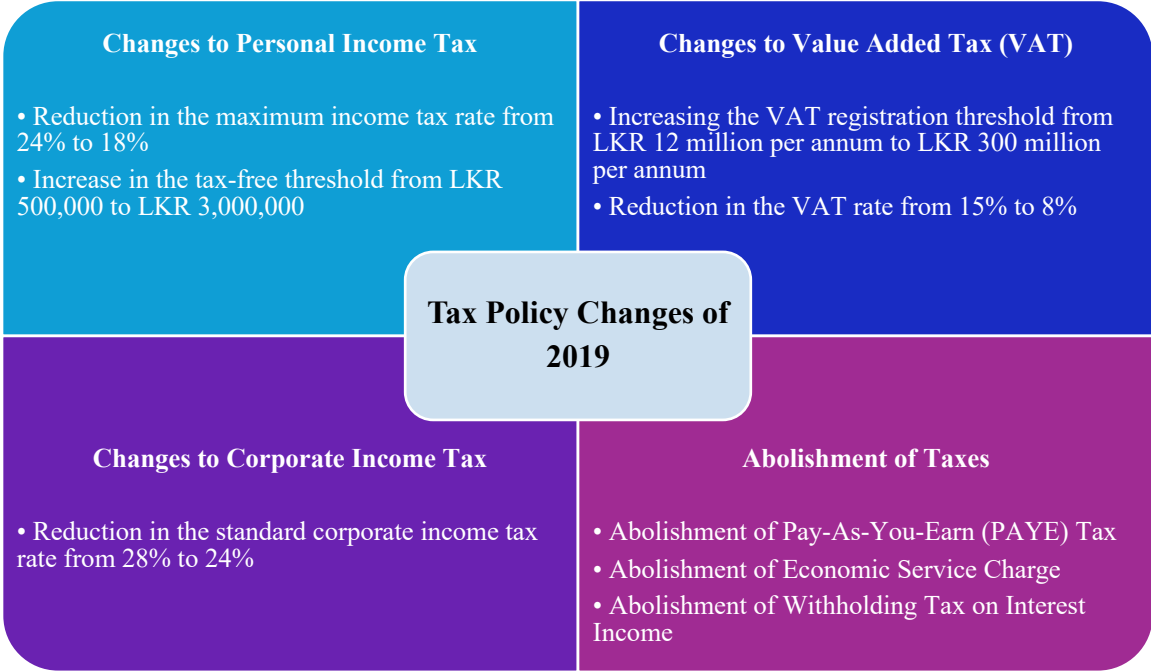 Changes to Personal Income Tax
• Reduction in the maximum income tax rate from
24% to 18%
• Increase in the tax-free threshold from LKR
500,000 to LKR 3,000,000
Changes to Value Added Tax (VAT)
• Increasing the VAT registration threshold from
LKR 12 million per annum to LKR 300 million
per annum
• Reduction in the VAT rate from 15% to 8%
Tax Policy Changes of
2019
Changes to Corporate Income Tax
• Reduction in the standard corporate income tax
rate from 28% to 24%
Abolishment of Taxes
• Abolishment of Pay-As-You-Earn (PAYE) Tax
• Abolishment of Economic Service Charge
• Abolishment of Withholding Tax on Interest
Income